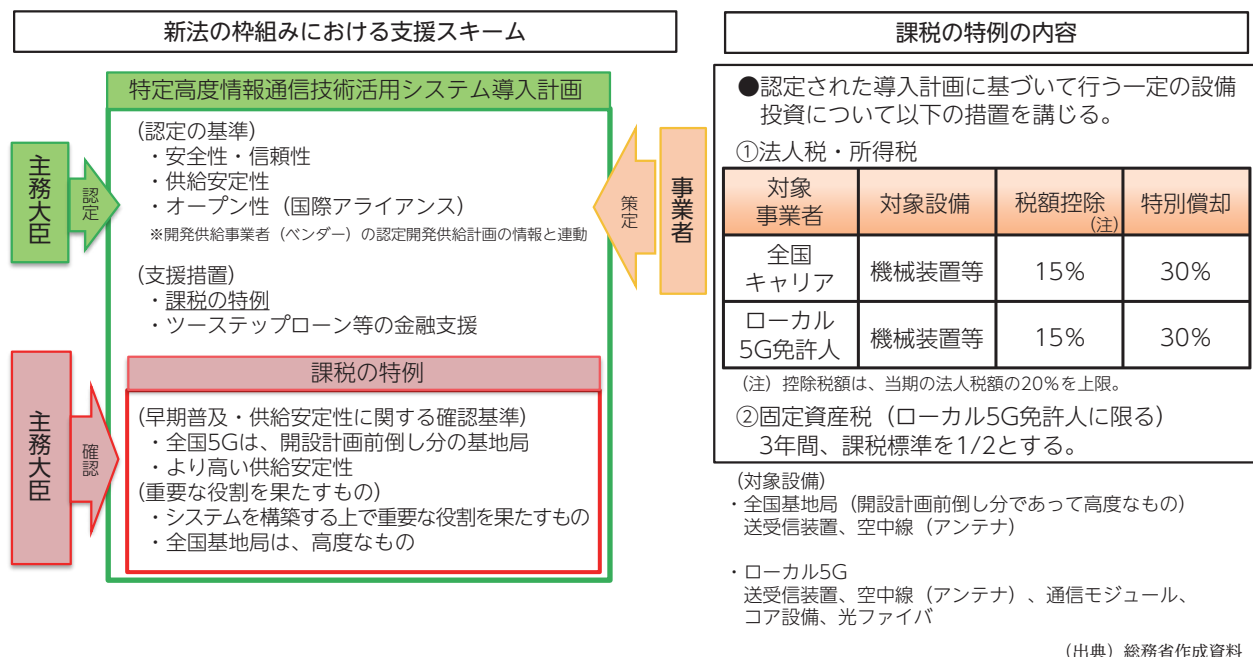 新法の枠組みにおける支援スキーム
特定高度情報通信技術活用システム導入計画
(認定の基準)
・安全性・信頼性
・供給安定性
・オープン性（国際アライアンス）
※開発供給事業者（ベンダー）の認定開発供給計画の情報と連動
(支援措置)
・課税の特例
・ツーステップローン等の金融支援
主務大臣
認定
事業者
策定
課税の特例
(早期普及・供給安定性に関する確認基準)
・全国5Gは、開設計画前倒し分の基地局
・より高い供給安定性
(重要な役割を果たすもの)
・システムを構築する上で重要な役割を果たすもの
・全国基地局は、高度なもの
主務大臣
確認
課税の特例の内容
●認定された導入計画に基づいて行う一定の設備
投資について以下の措置を講じる。
①法人税・所得税
対象
事業者
対象設備
税額控除
(注)
特別償却
全国
キャリア
機械装置等
15%
30%
ローカル
5G免許人
機械装置等
15%
30%
(注) 控除税額は、当期の法人税額の20%を上限。
②固定資産税（ローカル5G免許人に限る）
3年間、課税標準を1/2とする。
(対象設備)
・全国基地局（開設計画前倒し分であって高度なもの）
送受信装置、空中線（アンテナ）
・ローカル5G
送受信装置、空中線（アンテナ）、通信モジュール、
コア設備、光ファイバ
（出典）総務省作成資料